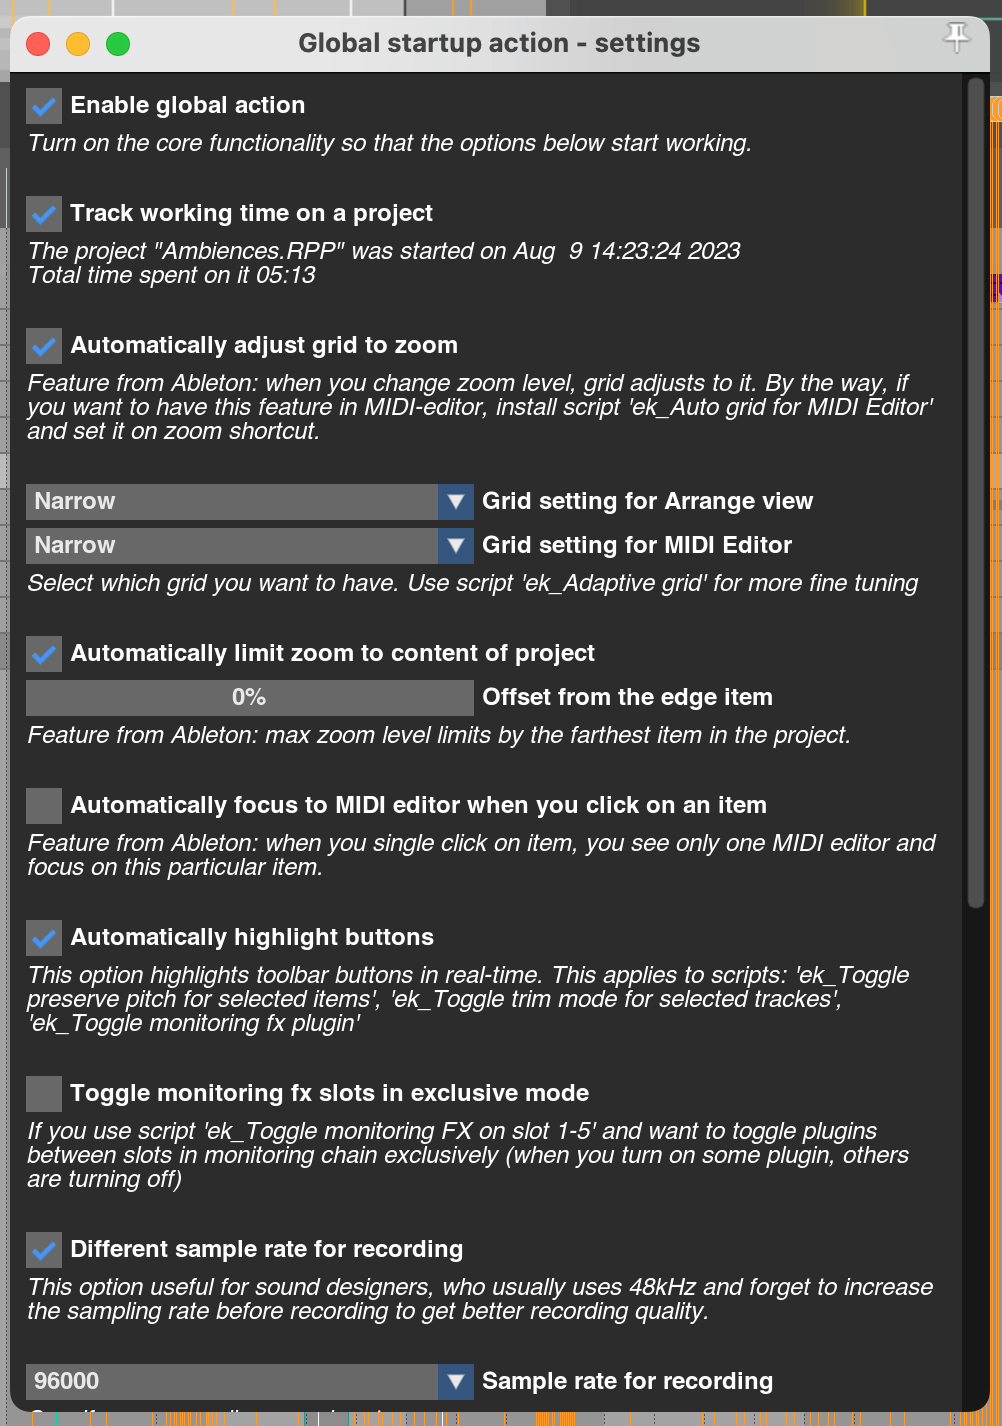 Global startup action - settings
Enable global action
Turn on the core functionality so that the options below start working.
Track working time on a project
The project "Ambiences.RPP" was started on Aug  9 14:23:24 2023
Total time spent on it 05:13
Automatically adjust grid to zoom
Feature from Ableton: when you change zoom level, grid adjusts to it. By the way, if
you want to have this feature in MIDI-editor, install script 'ek_Auto grid for MIDI Editor'
and set it on zoom shortcut.
Narrow Grid setting for Arrange view
Narrow Grid setting for MIDI Editor
Select which grid you want to have. Use script 'ek_Adaptive grid' for more fine tuning
Automatically limit zoom to content of project
0% Offset from the edge item
Feature from Ableton: max zoom level limits by the farthest item in the project.
Automatically focus to MIDI editor when you click on an item
Feature from Ableton: when you single click on item, you see only one MIDI editor and
focus on this particular item.
Automatically highlight buttons
This option highlights toolbar buttons in real-time. This applies to scripts: 'ek_Toggle
preserve pitch for selected items', 'ek_Toggle trim mode for selected trackes',
'ek_Toggle monitoring fx plugin'
Toggle monitoring fx slots in exclusive mode
If you use script 'ek_Toggle monitoring FX on slot 1-5' and want to toggle plugins
between slots in monitoring chain exclusively (when you turn on some plugin, others
are turning off)
Different sample rate for recording
This option useful for sound designers, who usually uses 48kHz and forget to increase
the sampling rate before recording to get better recording quality.
96000 Sample rate for recording